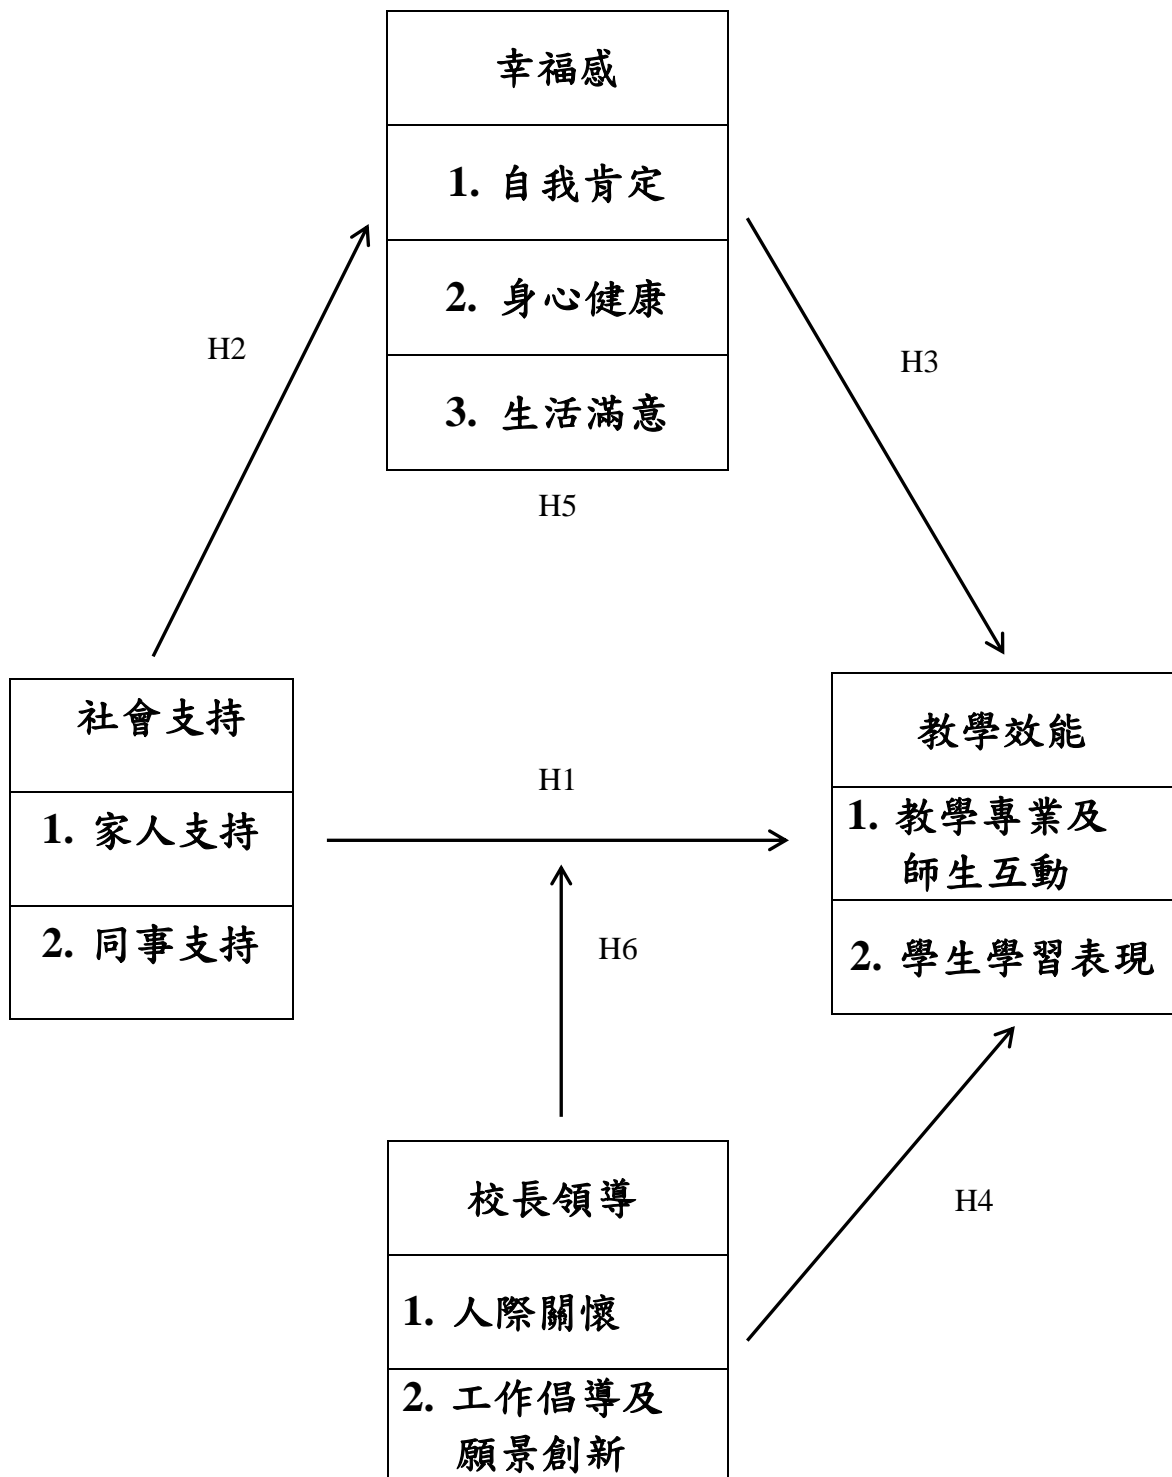 幸福感
1. 自我肯定
2. 身心健康
3. 生活滿意
H2
H3
H5
社會支持
1. 家人支持
2. 同事支持
H1
教學效能
1. 教學專業及
師生互動
2. 學生學習表現
H6
校長領導
1. 人際關懷
2. 工作倡導及
願景創新
H4